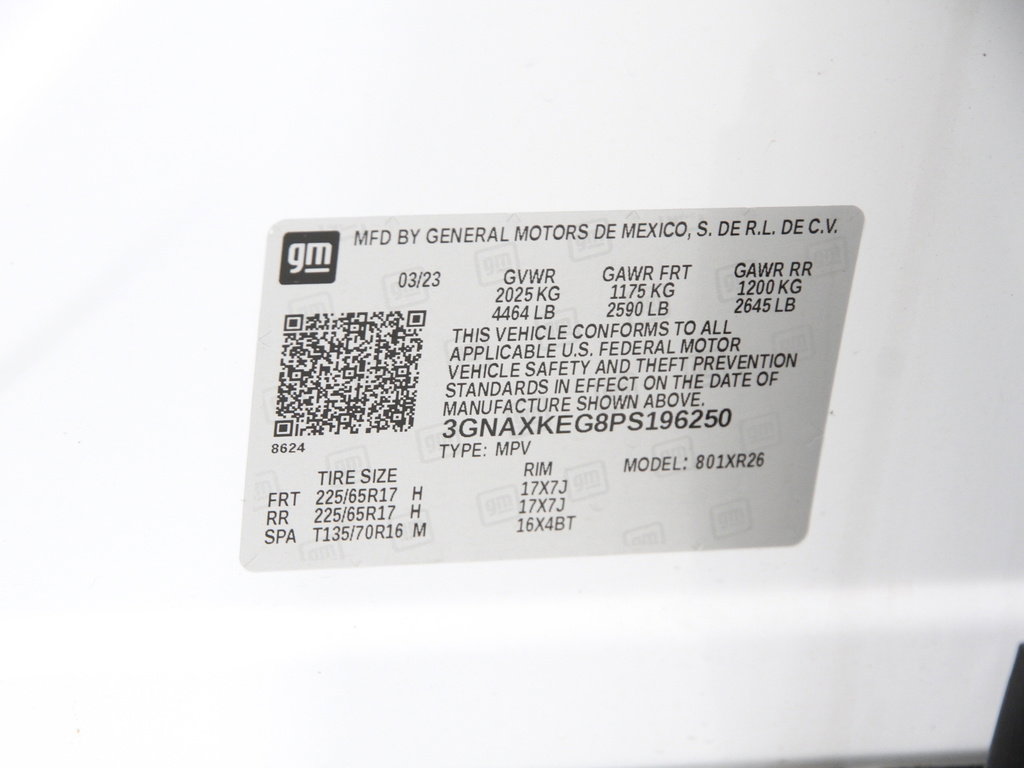 gm MFD BY GENERAL MOTORS DE MEXICO, S. DE R.L. DE C.V.
03/23 GVWR GAWR FRT GAWR RR
2025 KG 1175 KG 1200 KG
4464 LB 2590 LB 2645 LB
THIS VEHICLE CONFORMS TO ALL
APPLICABLE U.S. FEDERAL MOTOR
VEHICLE SAFETY AND THEFT PREVENTION
STANDARDS IN EFFECT ON THE DATE OF
MANUFACTURE SHOWN ABOVE.
3GNAXKEG8PS196250
8624
TYPE: MPV
MODEL: 801XR26
TIRE SIZE RIM
FRT 225/65R17 H 17X7J
RR 225/65R17 H 17X7J
SPA T135/70R16 M 16X4BT